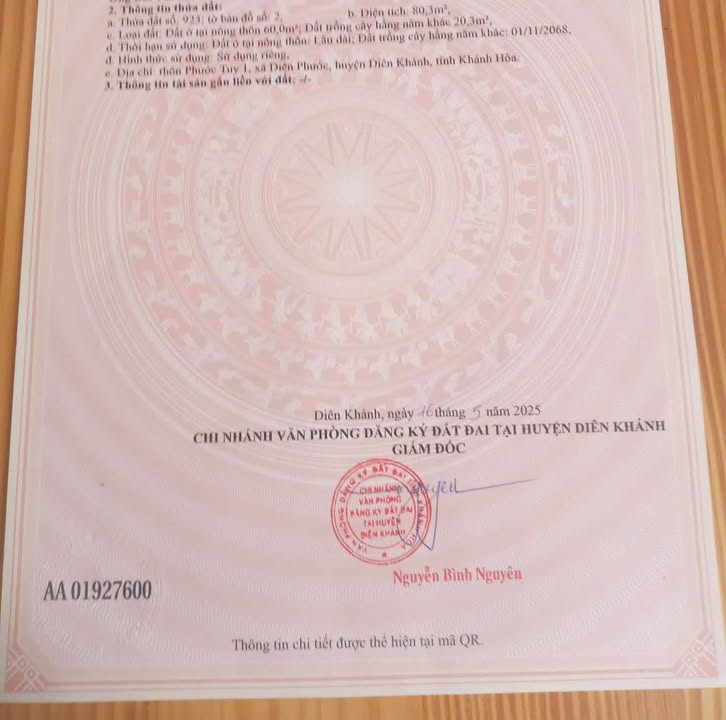 2. Thông tin thửa đất:
a. Thửa đất số: 923; tờ bản đồ số: 2, b. Diện tích: 80,3m²,
c. Loại đất: Đất ở tại nông thôn 60,0m²; Đất trồng cây hằng năm khác 20,3m²,
d. Thời hạn sử dụng: Đất ở tại nông thôn: Lâu dài; Đất trồng cây hằng năm khác: 01/11/2068,
đ. Hình thức sử dụng: Sử dụng riêng,
e. Địa chỉ: thôn Phước Tuy 1, xã Diên Phước, huyện Diên Khánh, tỉnh Khánh Hòa.
3. Thông tin tài sản gắn liền với đất: -/-
Diên Khánh, ngày 16 tháng 5 năm 2025
CHI NHÁNH VĂN PHÒNG ĐĂNG KÝ ĐẤT ĐAI TẠI HUYỆN DIÊN KHÁNH
GIÁM ĐỐC
VĂN PHÒNG ĐĂNG KÝ ĐẤT ĐAI
CHI NHÁNH
VĂN PHÒNG
ĐĂNG KÝ ĐẤT ĐAI
TẠI HUYỆN
DIÊN KHÁNH
Nguyễn Bình Nguyên
AA 01927600
Thông tin chi tiết được thể hiện tại mã QR.